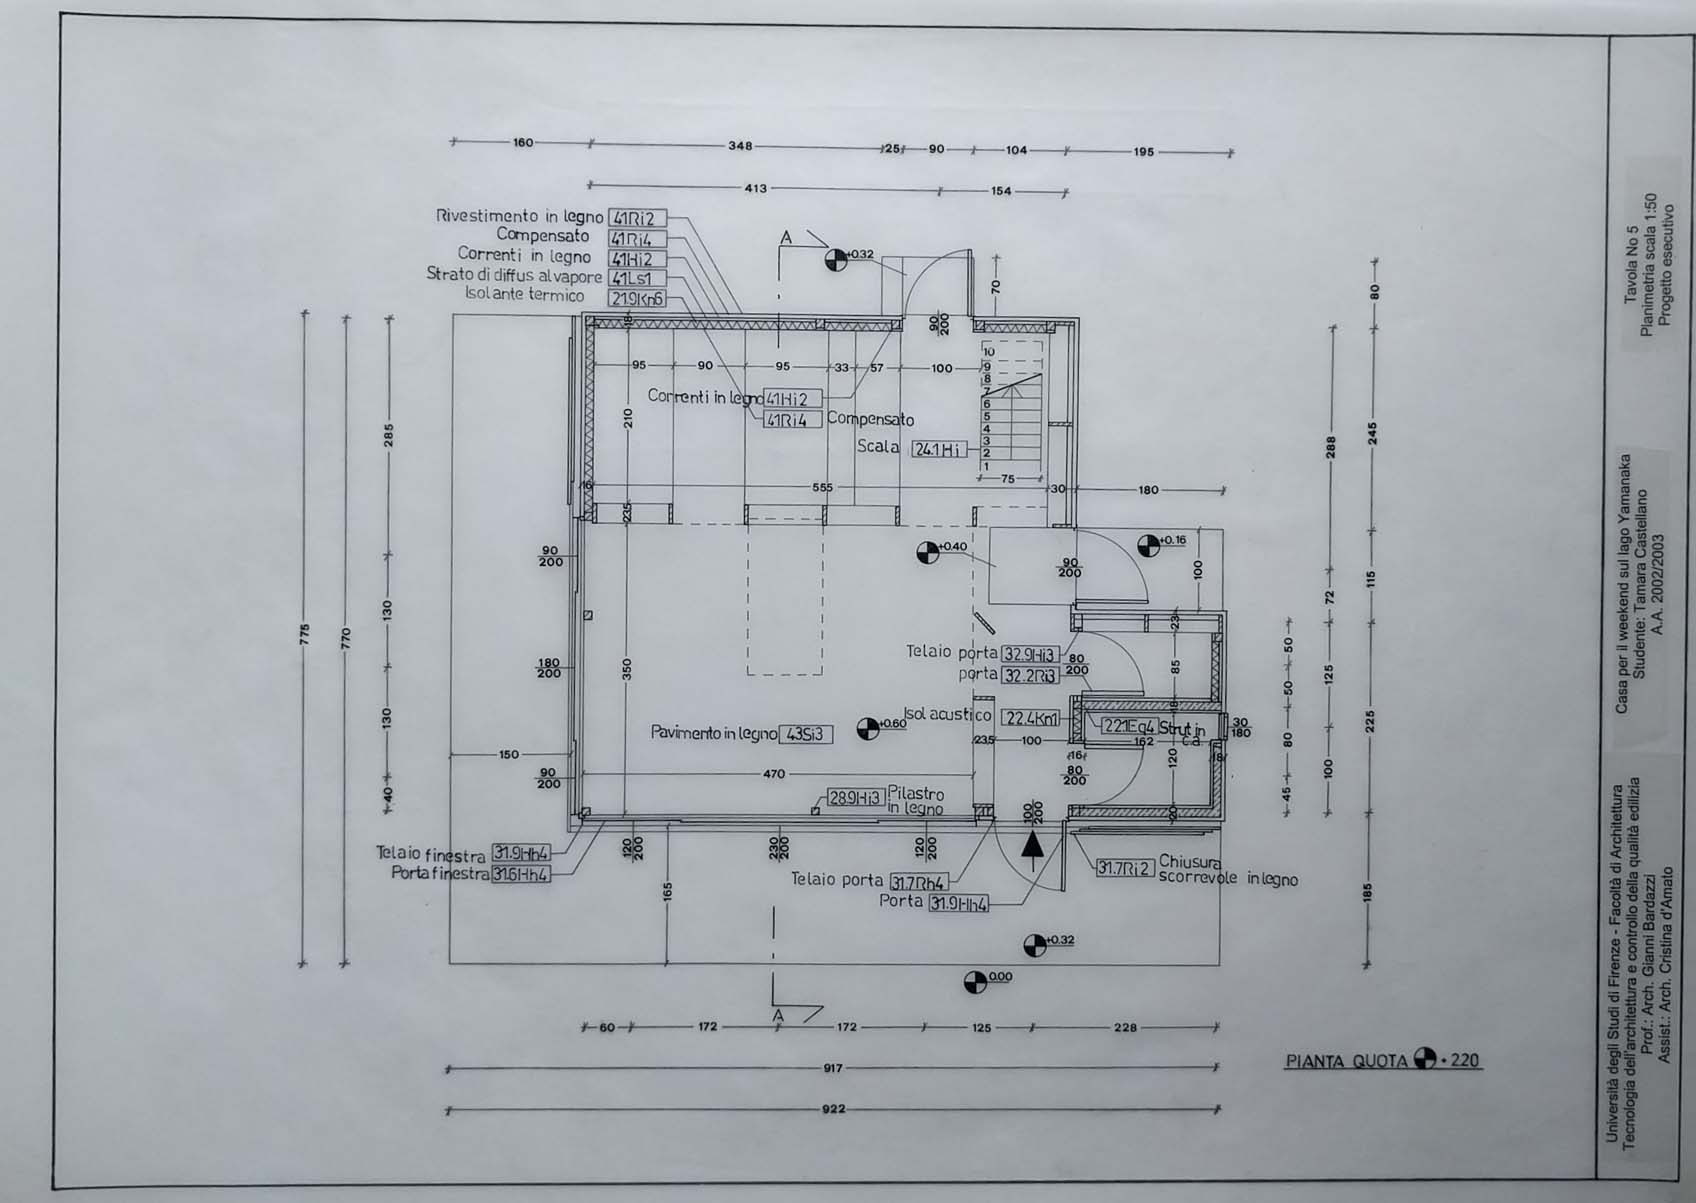 160 348 25 90 104 195
413 154
Rivestimento in legno 41Ri2
Compensato 41Ri4
Correnti in legno 41Hi2
Strato di diffus al vapore 41Ls1
Isolante termico 21.9Kn6
A
+0.32
70
80
18
90
200
95 90 95 33 57 100
10
9
8
7
6
5
4
3
2
1
Correnti in legno 41Hi2
41Ri4 Compensato
Scala 24.1Hi
75
210
285
288
245
16 555 30 180
235
90
200
+0.40
+0.16
90
200
100
130
72
115
775
770
350
180
200
23
Telaio porta 32.9Hi3
porta 32.2Ri3
80
200
85
50
50
125
Isol acustico 22.4Kn1
22.1Eq4 Strut in
c.a.
18
30
180
Pavimento in legno 43Si3
+0.60
130
235 100 162
16
18
80
225
150
470
90
200
80
200
120
100
40
28.9Hi3 Pilastro
in legno
45
20
100
200
120
200
230
200
120
200
Telaio finestra 31.9Hh4
Porta finestra 31.6Hh4
165
Telaio porta 31.7Rh4
Porta 31.9Hh4
31.7Ri2 Chiusura
scorrevole in legno
185
+0.32
0.00
A
60 172 172 125 228
917
922
PIANTA QUOTA + 220
Tavola No 5
Planimetria scala 1:50
Progetto esecutivo
Casa per il weekend sul lago Yamanaka
Studente: Tamara Castellano
A.A. 2002/2003
Università degli Studi di Firenze - Facoltà di Architettura
Tecnologia dell'architettura e controllo della qualità edilizia
Prof.: Arch. Gianni Bardazzi
Assist.: Arch. Cristina d'Amato